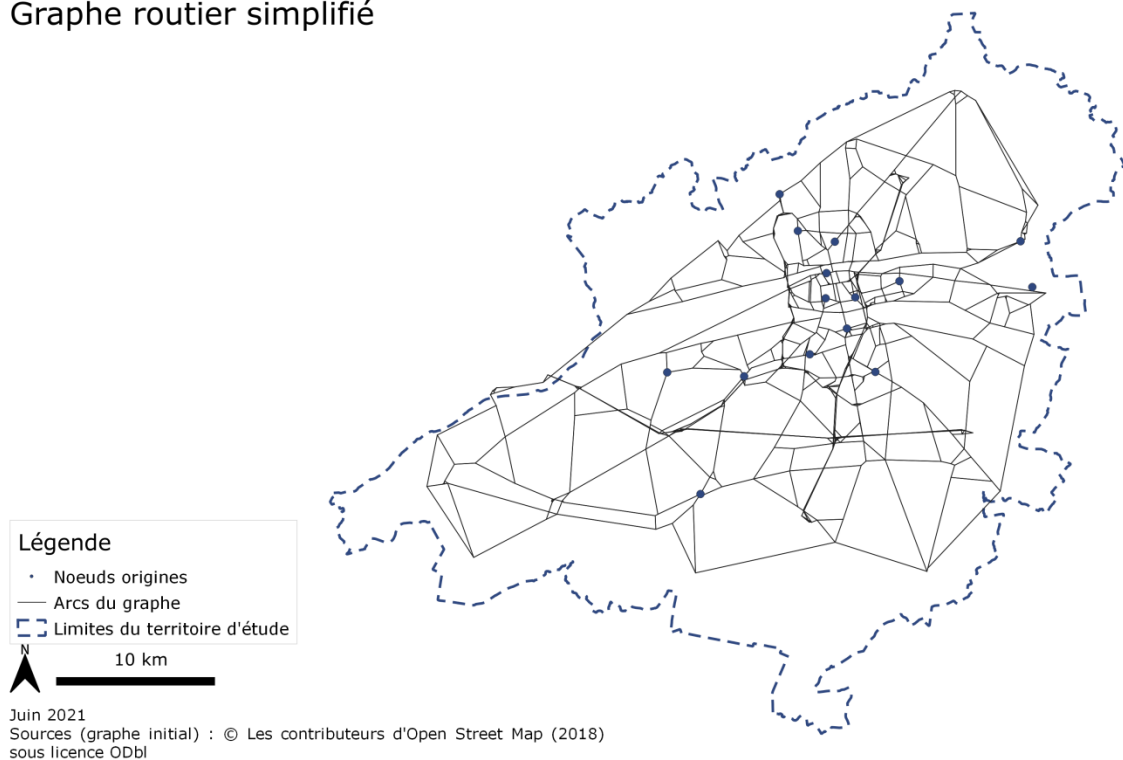 Graphe routier simplifié
Légende
Noeuds origines
Arcs du graphe
Limites du territoire d'étude
N
10 km
Juin 2021
Sources (graphe initial) : © Les contributeurs d'Open Street Map (2018)
sous licence ODbl